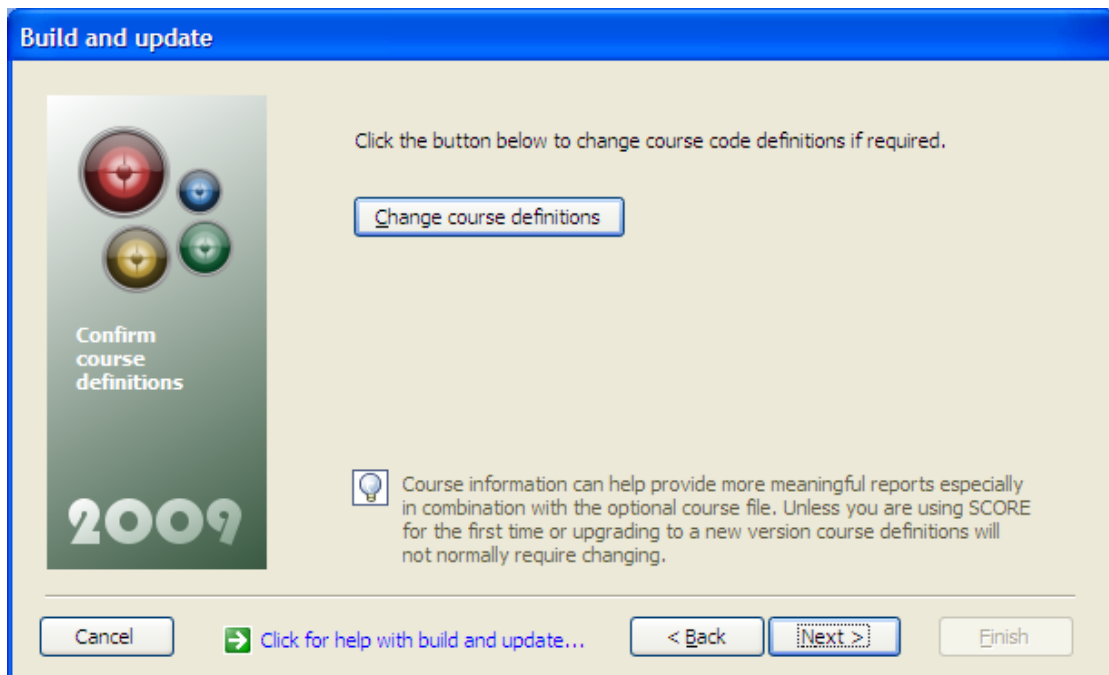 Build and update
Click the button below to change course code definitions if required.
Change course definitions
Confirm
course
definitions
2009
Course information can help provide more meaningful reports especially
in combination with the optional course file. Unless you are using SCORE
for the first time or upgrading to a new version course definitions will
not normally require changing.
Cancel
Click for help with build and update...
< Back
Next >
Finish